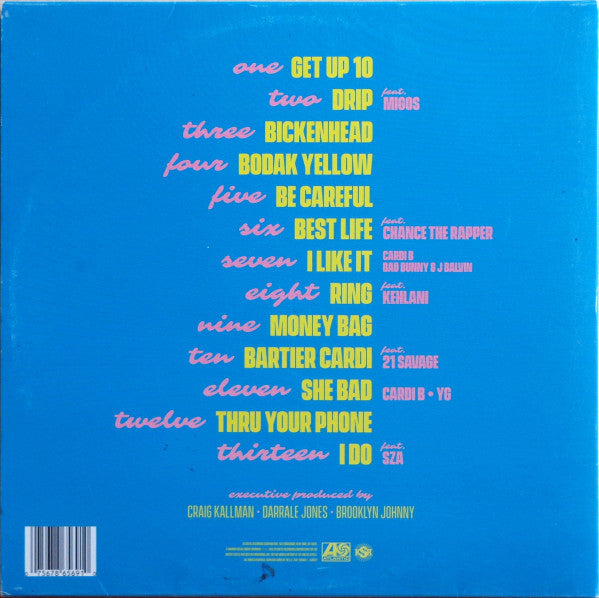 one GET UP 10
two DRIP feat. MIGOS
three BICKENHEAD
four BODAK YELLOW
five BE CAREFUL
six BEST LIFE feat. CHANCE THE RAPPER
seven I LIKE IT CARDI B
BAD BUNNY & J BALVIN
eight RING feat. KEHLANI
nine MONEY BAG
ten BARTIER CARDI feat. 21 SAVAGE
eleven SHE BAD CARDI B • YG
twelve THRU YOUR PHONE
thirteen I DO feat. SZA
executive produced by
CRAIG KALLMAN • DARRALE JONES • BROOKLYN JOHNNY
ATLANTIC